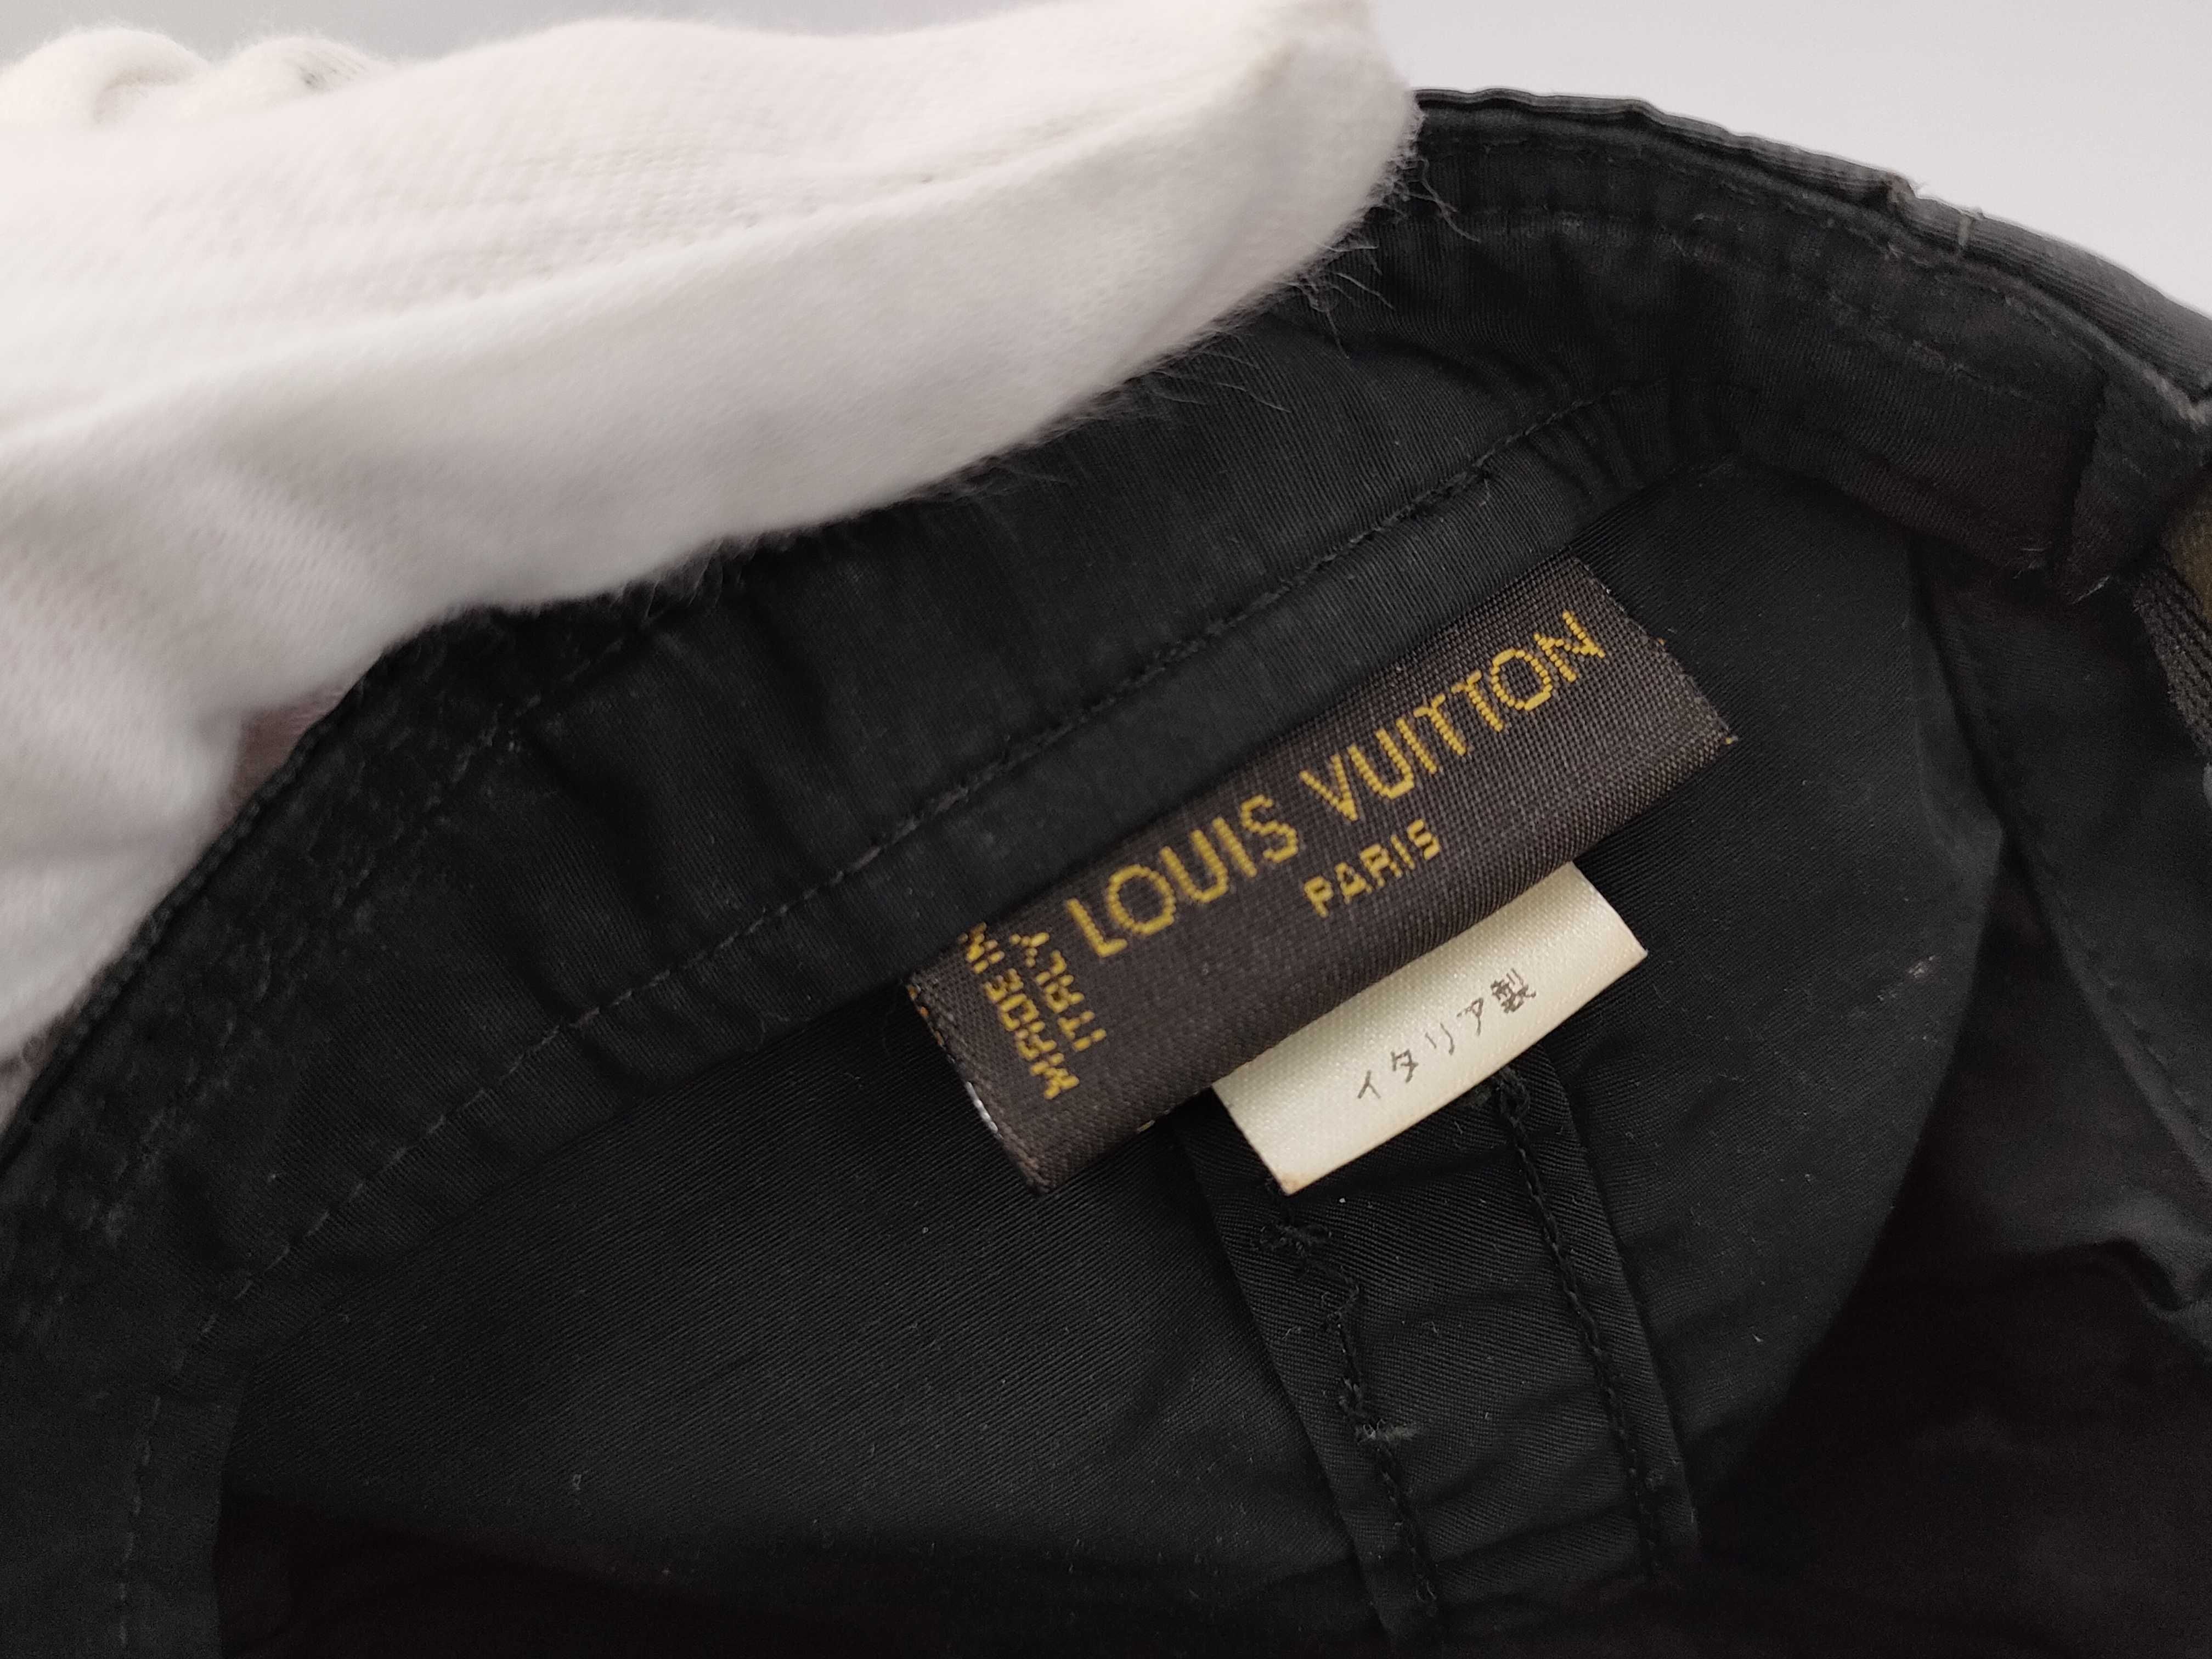 LOUIS VUITTON
PARIS
MADE IN
ITALY
イタリア製